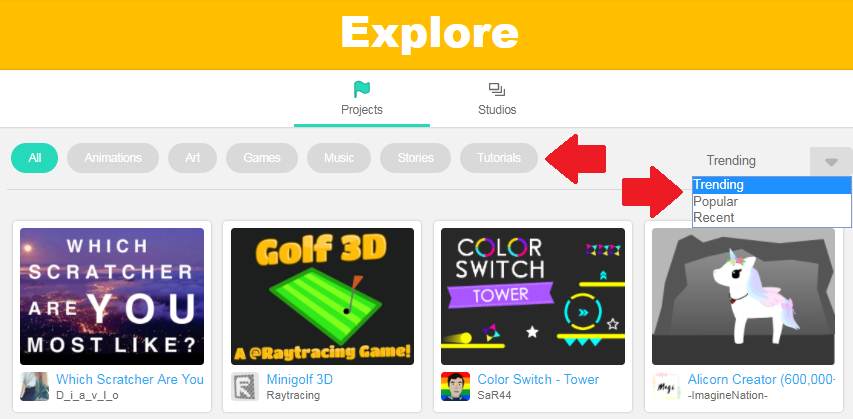 Explore
Projects
Studios
All
Animations
Art
Games
Music
Stories
Tutorials
Trending
Trending
Popular
Recent
WHICH
SCRATCHER
ARE YOU
MOST LIKE?
Golf 3D
A @Raytracing Game!
COLOR
SWITCH
TOWER
Which Scratcher Are You
D_i_a_v_l_o
Minigolf 3D
Raytracing
Color Switch - Tower
SaR44
Magi
Alicorn Creator (600,000-
-ImagineNation-